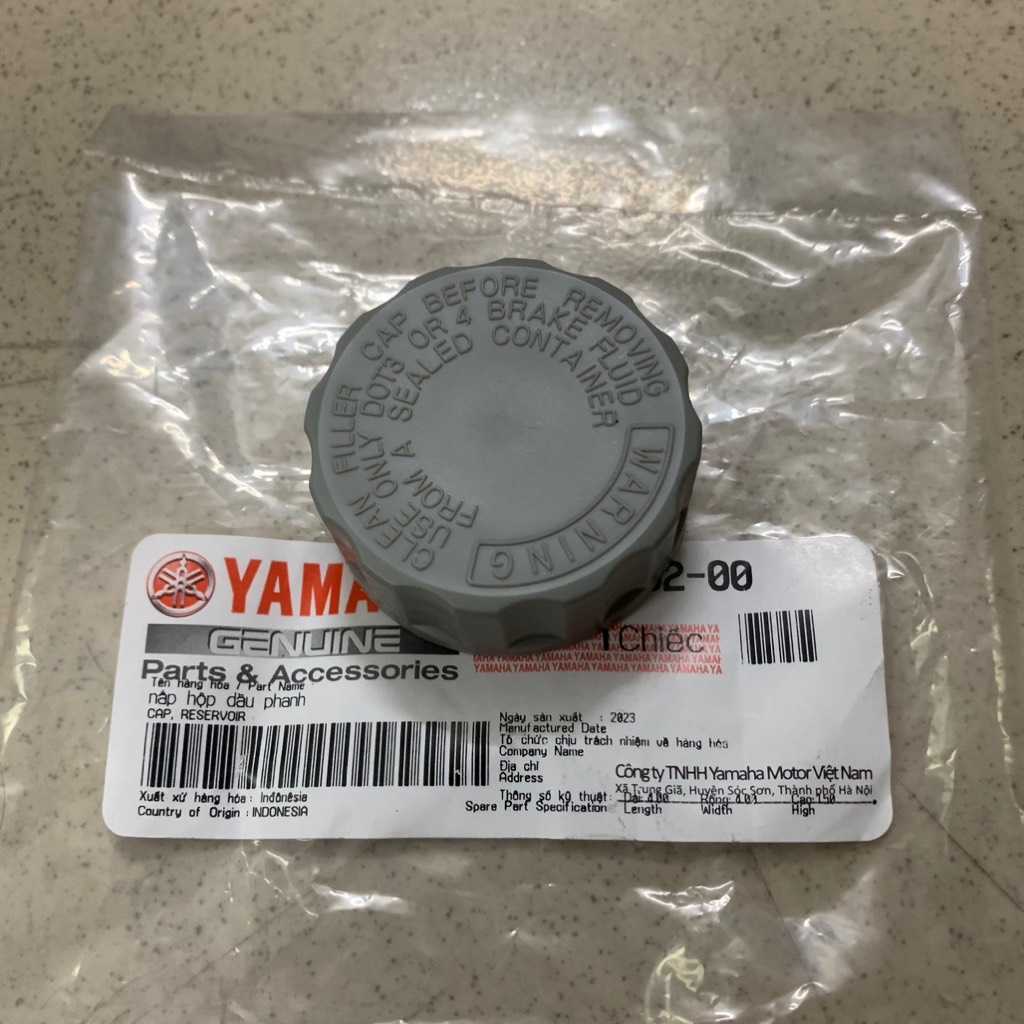 CLEAN FILLER CAP BEFORE REMOVING
USE ONLY DOT3 OR 4 BRAKE FLUID
FROM A SEALED CONTAINER
WARNING
YAMA
2-00
GENUINE
1 Chiếc
Parts & Accessories
Tên hàng hóa / Part Name
nắp hộp dầu phanh
CAP, RESERVOIR
Xuất xứ hàng hóa: Indônêsia
Country of Origin : INDONESIA
Ngày sản xuất : 2023
Manufactured Date
Tổ chức chịu trách nhiệm về hàng hóa
Company Name
Địa chỉ Công ty TNHH Yamaha Motor Việt Nam
Address Xã Trung Giã, Huyện Sóc Sơn, Thành phố Hà Nội
Thông số kỹ thuật:
Spare Part Specification Length Width High